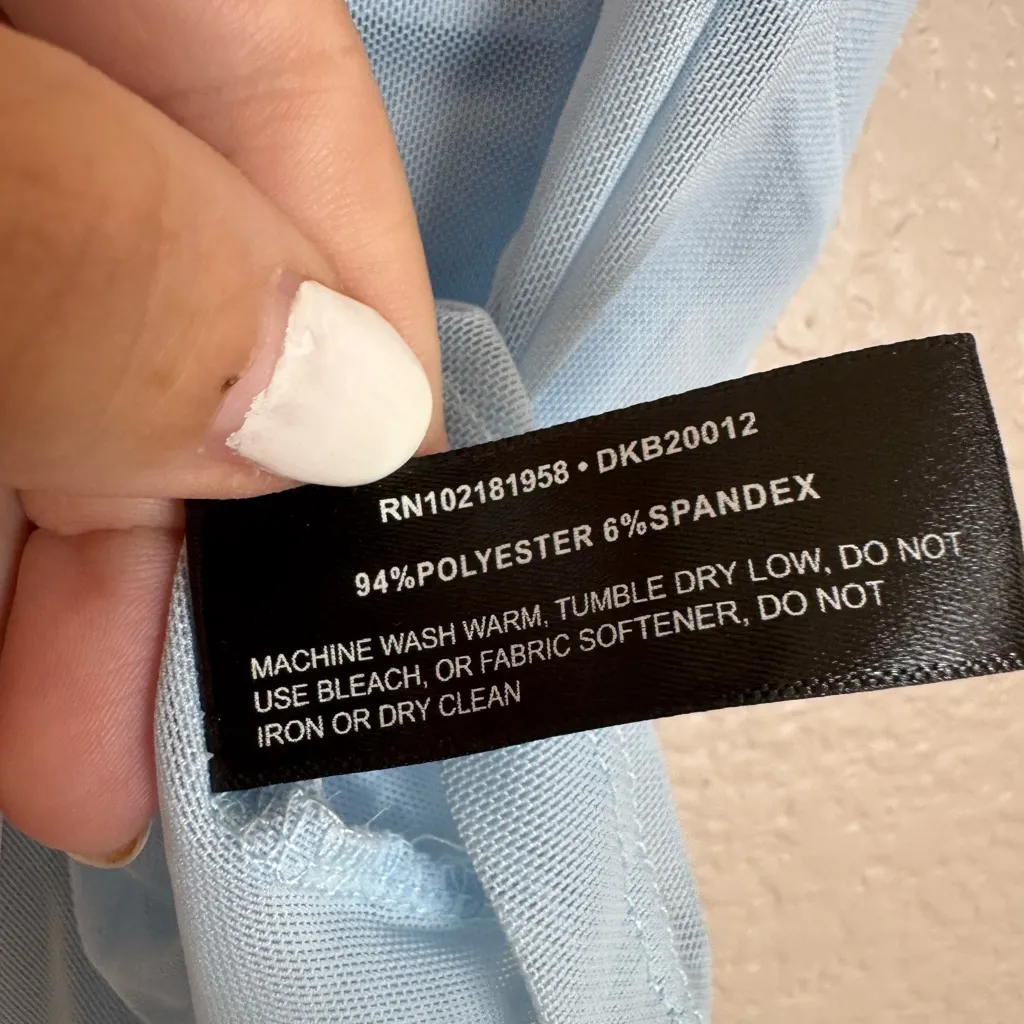 RN102181958 • DKB20012
94%POLYESTER 6%SPANDEX
MACHINE WASH WARM, TUMBLE DRY LOW, DO NOT
USE BLEACH, OR FABRIC SOFTENER, DO NOT
IRON OR DRY CLEAN